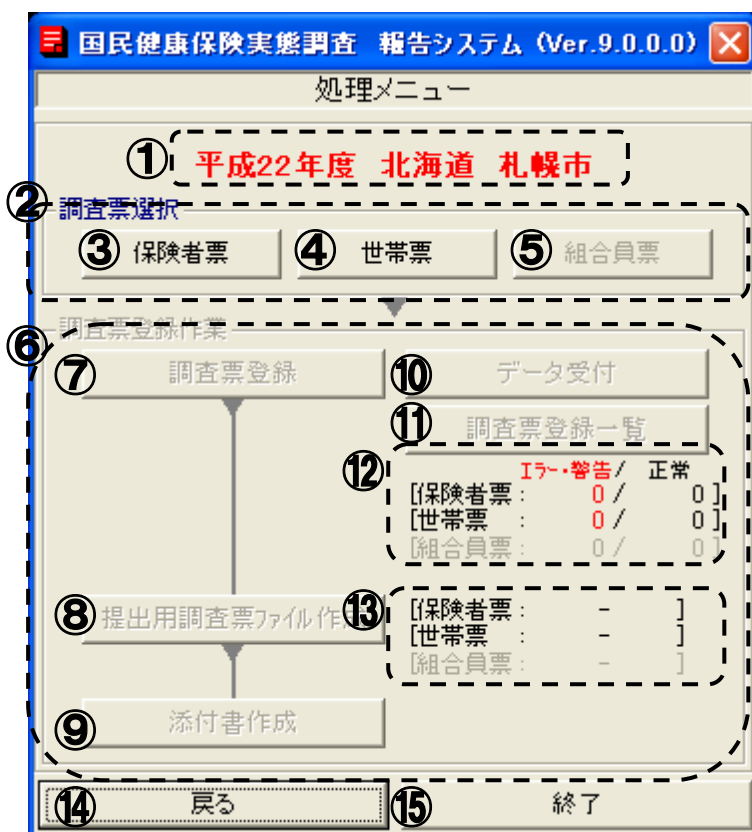 国民健康保険実態調査 報告システム (Ver.9.0.0.0)
処理メニュー
① 平成22年度 北海道 札幌市
② 調査票選択
③ 保険者票 ④ 世帯票 ⑤ 組合員票
⑥ 調査票登録作業
⑦ 調査票登録 ⑩ データ受付
⑪ 調査票登録一覧
⑫ エラー・警告/ 正常
[保険者票: 0/ 0]
[世帯票 : 0/ 0]
[組合員票: 0/ 0]
⑧ 提出用調査票ファイル作成 ⑬ [保険者票: - ]
[世帯票 : - ]
[組合員票: - ]
⑨ 添付書作成
⑭ 戻る ⑮ 終了